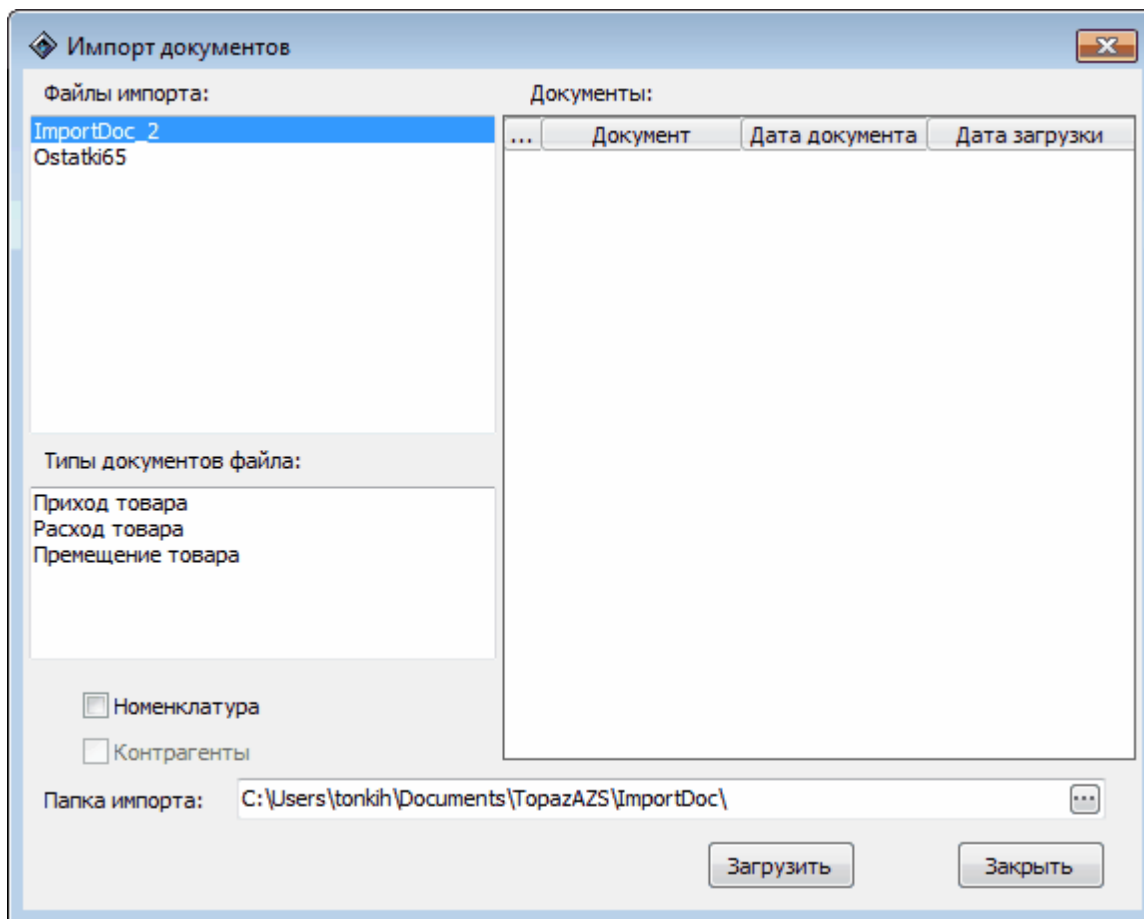 Импорт документов
Файлы импорта:
ImportDoc_2
Ostatki65
Документы:
... Документ Дата документа Дата загрузки
Типы документов файла:
Приход товара
Расход товара
Премещение товара
Номенклатура
Контрагенты
Папка импорта: C:\Users\tonkih\Documents\TopazAZS\ImportDoc\ ...
Загрузить Закрыть